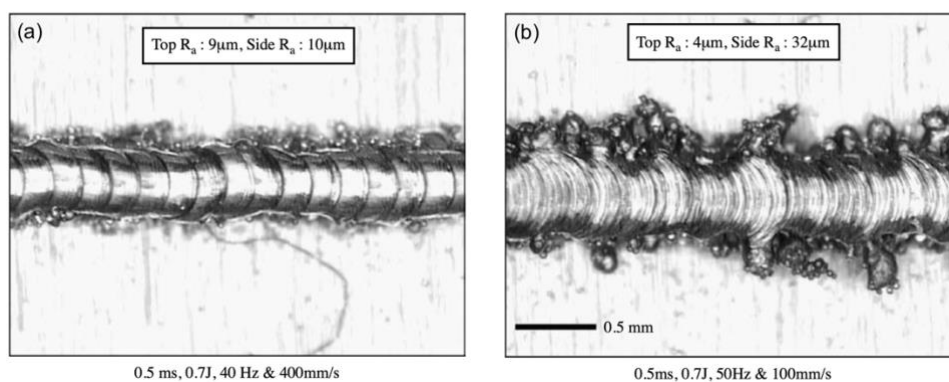 (a)
Top Ra : 9μm, Side Ra : 10μm
0.5 ms, 0.7J, 40 Hz & 400mm/s
(b)
Top Ra : 4μm, Side Ra : 32μm
0.5 mm
0.5ms, 0.7J, 50Hz & 100mm/s